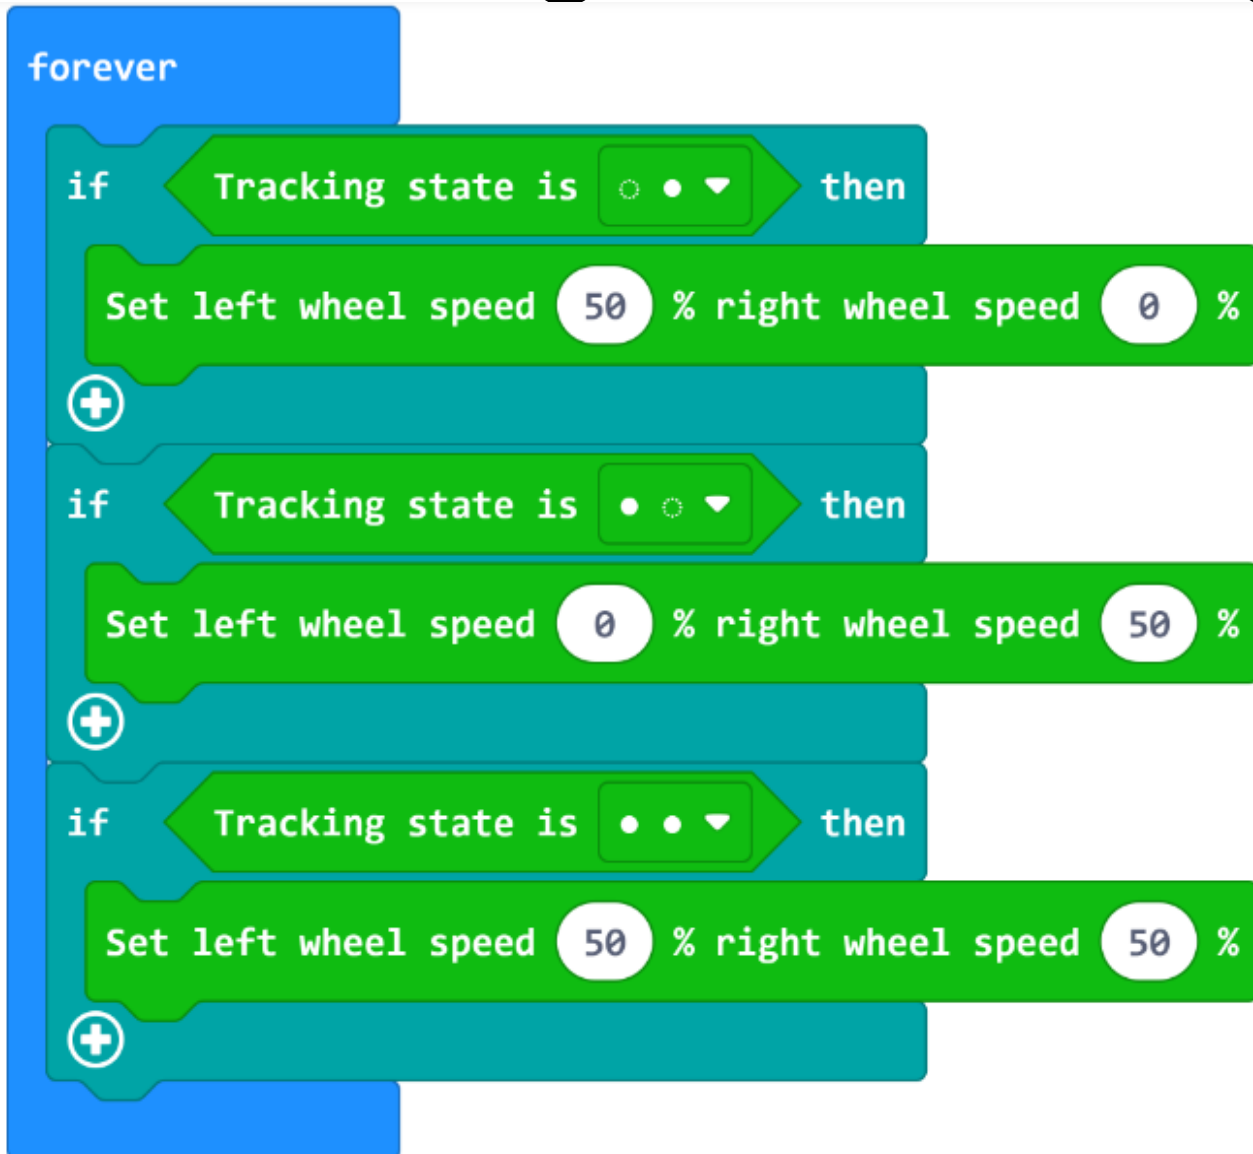 forever
if Tracking state is ◌ ● ▼ then
Set left wheel speed 50 % right wheel speed 0 %
if Tracking state is ● ◌ ▼ then
Set left wheel speed 0 % right wheel speed 50 %
if Tracking state is ● ● ▼ then
Set left wheel speed 50 % right wheel speed 50 %